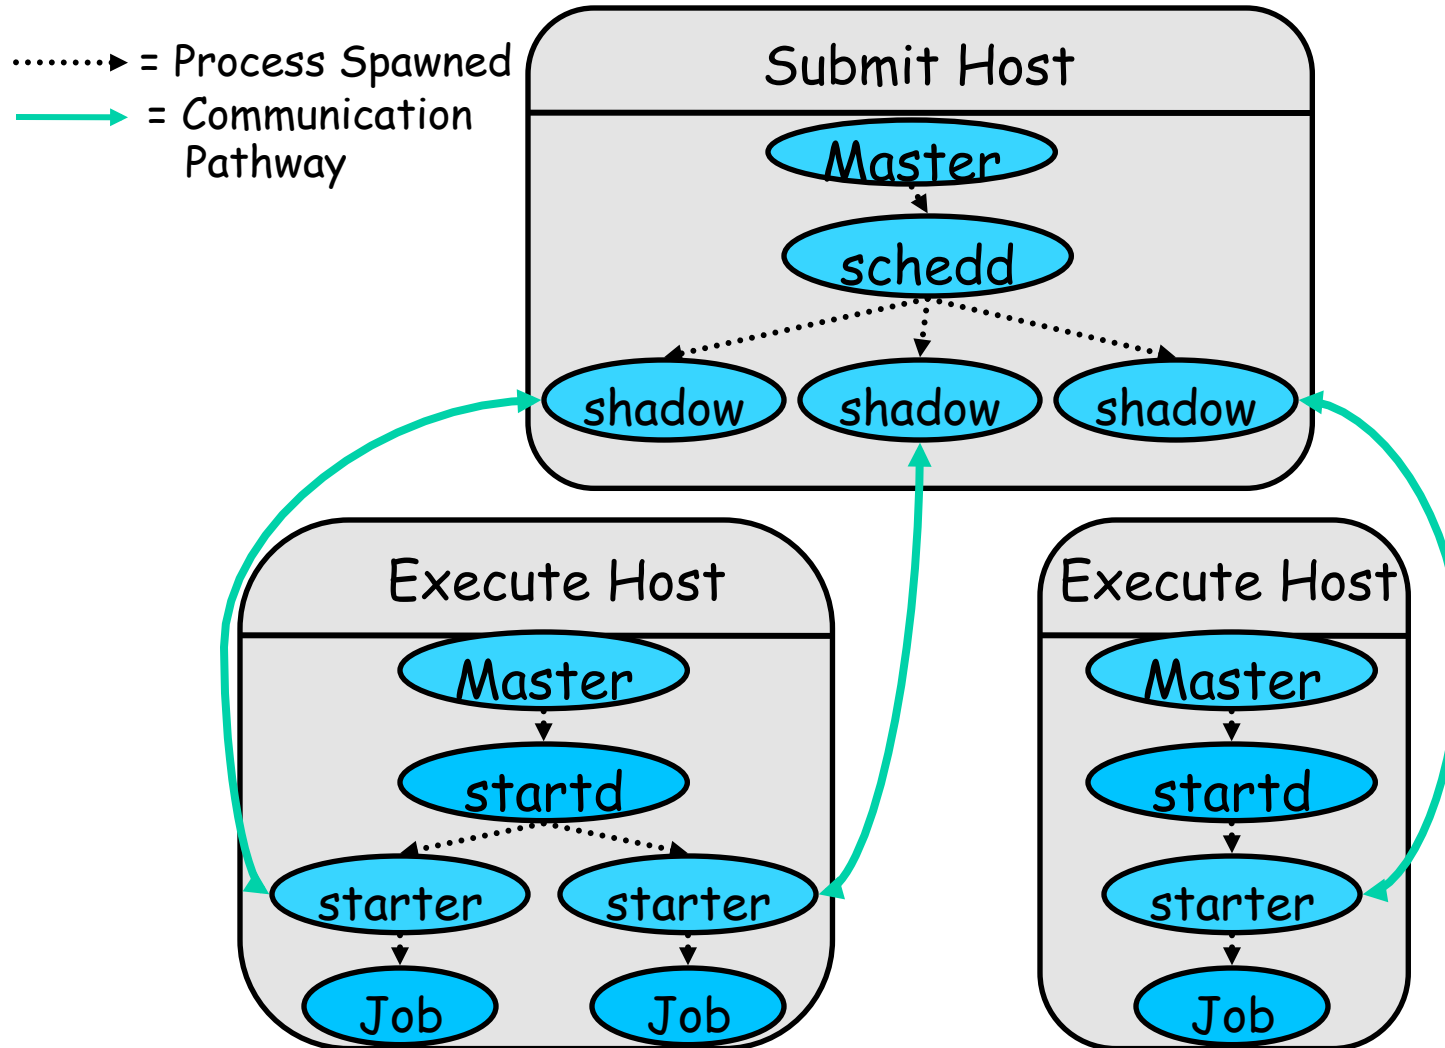 = Process Spawned
= Communication
Pathway
Submit Host
Master
schedd
shadow shadow shadow
Execute Host
Master
startd
starter starter
Job Job
Execute Host
Master
startd
starter
Job